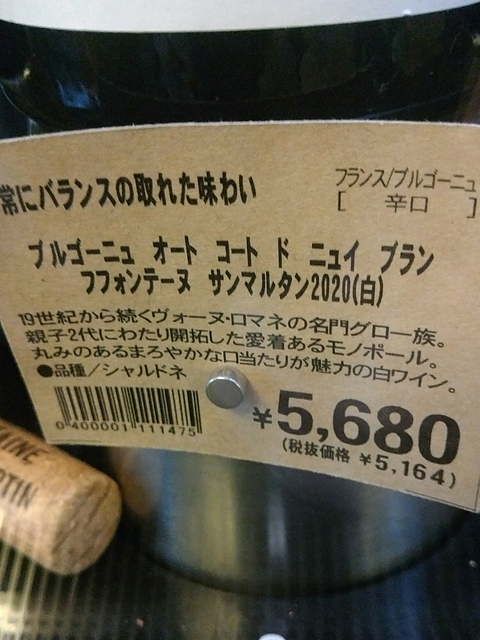 常にバランスの取れた味わい
フランス/ブルゴーニュ
[ 辛口 ]
ブルゴーニュ オート コート ド ニュイ ブラン
フフォンテーヌ サンマルタン2020(白)
19世紀から続くヴォーヌ・ロマネの名門グロ一族。
親子2代にわたり開拓した愛着あるモノポール。
丸みのあるまろやかな口当たりが魅力の白ワイン。
●品種/シャルドネ
0 400001 111475
¥5,680
(税抜価格 ¥5,164)
AINE
RTIN